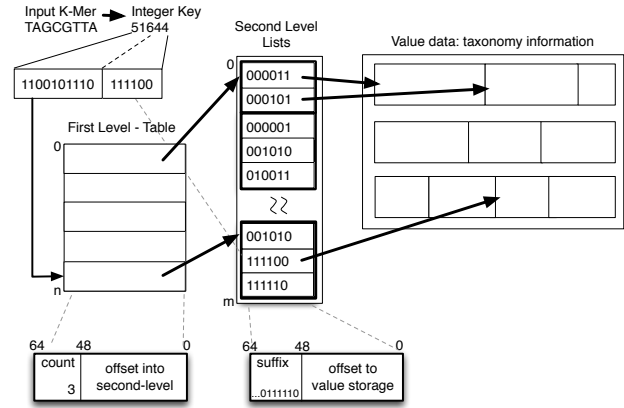 Input K-Mer
TAGCGTTA
Integer Key
51644
1100101110
111100
First Level - Table
0
n
Second Level
Lists
0
000011
000101
000001
001010
010011
001010
111100
111110
m
Value data: taxonomy information
64
48
0
count
3
offset into
second-level
64
48
0
suffix
...0111110
offset to
value storage